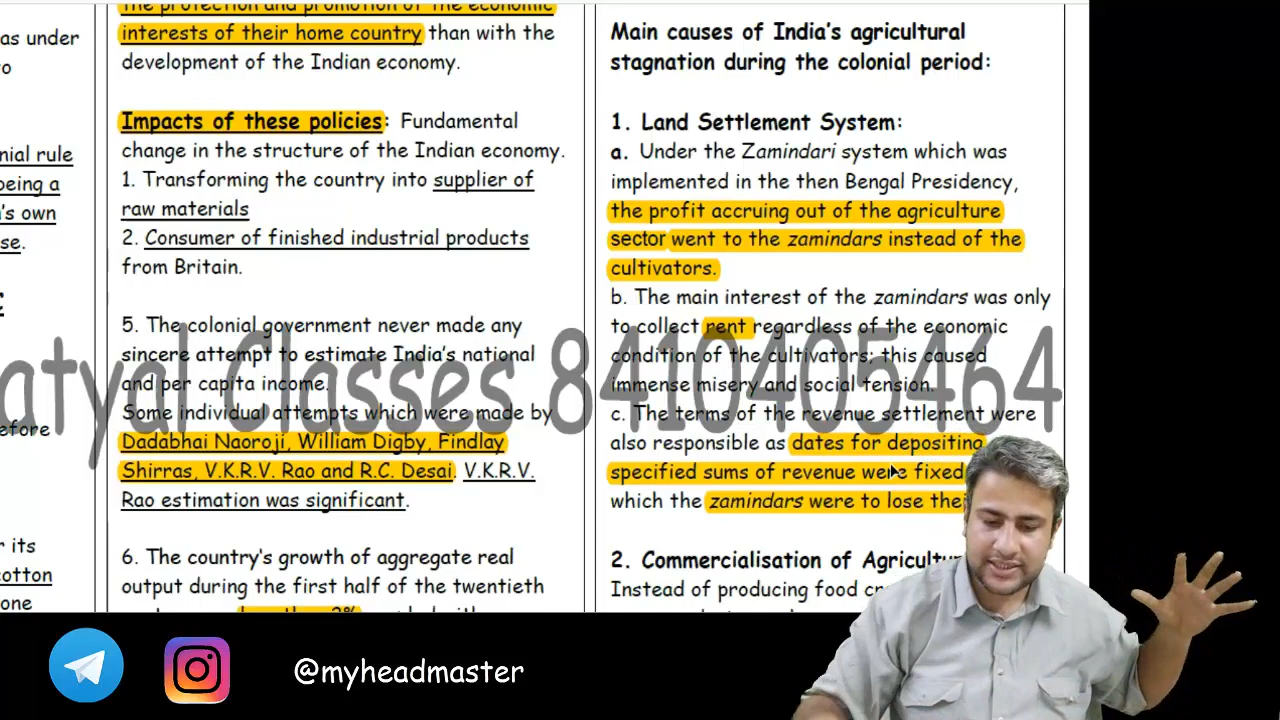 as under
o
nial rule
being a
a's own
se.
efore
r its
cotton
one
the protection and promotion of the economic
interests of their home country than with the
development of the Indian economy.
Impacts of these policies: Fundamental
change in the structure of the Indian economy.
1. Transforming the country into supplier of
raw materials
2. Consumer of finished industrial products
from Britain.
5. The colonial government never made any
sincere attempt to estimate India's national
and per capita income.
Some individual attempts which were made by
Dadabhai Naoroji, William Digby, Findlay
Shirras, V.K.R.V. Rao and R.C. Desai. V.K.R.V.
Rao estimation was significant.
6. The country's growth of aggregate real
output during the first half of the twentieth
Main causes of India's agricultural
stagnation during the colonial period:
1. Land Settlement System:
a. Under the Zamindari system which was
implemented in the then Bengal Presidency,
the profit accruing out of the agriculture
sector went to the zamindars instead of the
cultivators.
b. The main interest of the zamindars was only
to collect rent regardless of the economic
condition of the cultivators; this caused
immense misery and social tension.
c. The terms of the revenue settlement were
also responsible as dates for depositing
specified sums of revenue were fixed
which the zamindars were to lose thei
2. Commercialisation of Agricultu
Instead of producing food cr
atyal Classes 8410405464
@myheadmaster